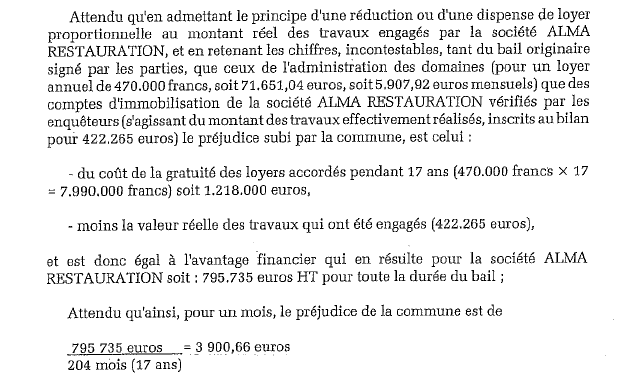 Attendu qu'en admettant le principe d'une réduction ou d'une dispense de loyer
proportionnelle au montant réel des travaux engagés par la société ALMA
RESTAURATION, et en retenant les chiffres, incontestables, tant du bail originaire
signé par les parties, que ceux de l'administration des domaines (pour un loyer
annuel de 470.000 francs, soit 71.651,04 euros, soit 5.907,92 euros mensuels) que des
comptes d'immobilisation de la société ALMA RESTAURATION vérifiés par les
enquêteurs (s'agissant du montant des travaux effectivement réalisés, inscrits au bilan
pour 422.265 euros) le préjudice subi par la commune, est celui :
- du coût de la gratuité des loyers accordés pendant 17 ans (470.000 francs × 17
= 7.990.000 francs) soit 1.218.000 euros,
- moins la valeur réelle des travaux qui ont été engagés (422.265 euros),
et est donc égal à l'avantage financier qui en résulte pour la société ALMA
RESTAURATION soit : 795.735 euros HT pour toute la durée du bail ;
Attendu qu'ainsi, pour un mois, le préjudice de la commune est de
795 735 euros = 3 900,66 euros
204 mois (17 ans)